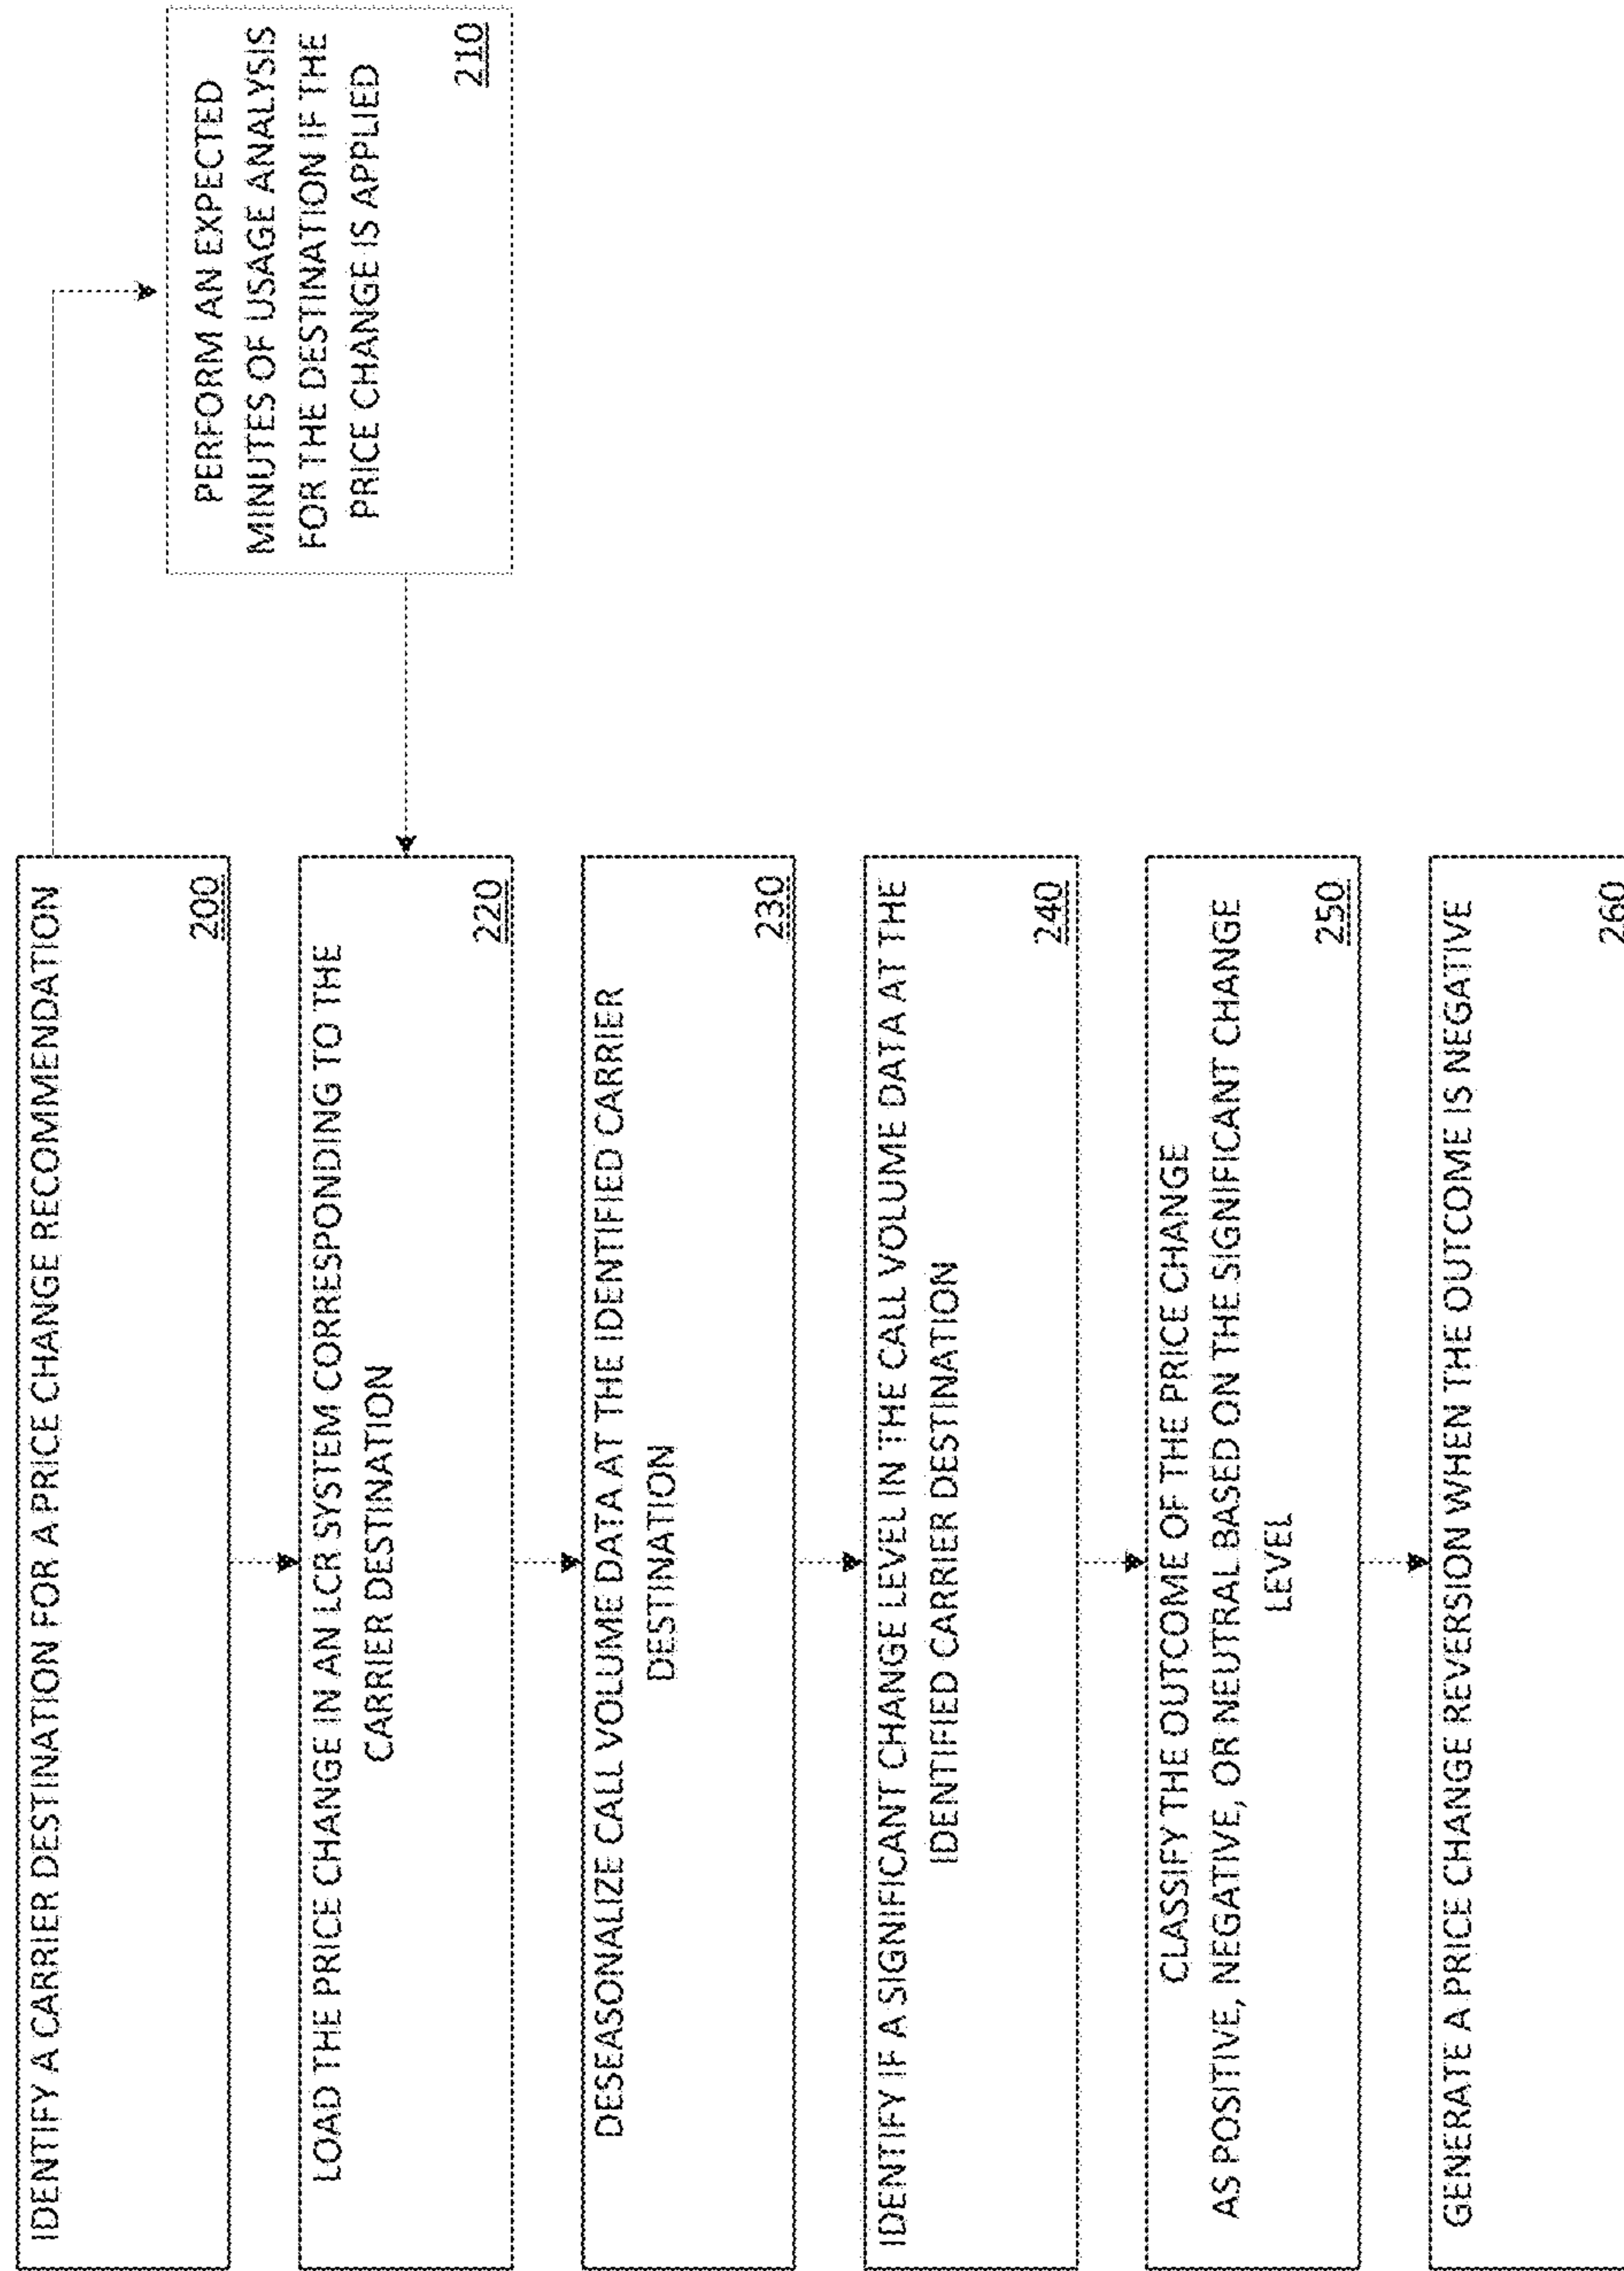 IDENTIFY A CARRIER DESTINATION FOR A PRICE CHANGE RECOMMENDATION
200
PERFORM AN EXPECTED
MINUTES OF USAGE ANALYSIS
FOR THE DESTINATION IF THE
PRICE CHANGE IS APPLIED
210
LOAD THE PRICE CHANGE IN AN LCR SYSTEM CORRESPONDING TO THE
CARRIER DESTINATION
220
DESEASONALIZE CALL VOLUME DATA AT THE IDENTIFIED CARRIER
DESTINATION
230
IDENTIFY IF A SIGNIFICANT CHANGE LEVEL IN THE CALL VOLUME DATA AT THE
IDENTIFIED CARRIER DESTINATION
240
CLASSIFY THE OUTCOME OF THE PRICE CHANGE
AS POSITIVE, NEGATIVE, OR NEUTRAL BASED ON THE SIGNIFICANT CHANGE
LEVEL
250
GENERATE A PRICE CHANGE REVERSION WHEN THE OUTCOME IS NEGATIVE
260